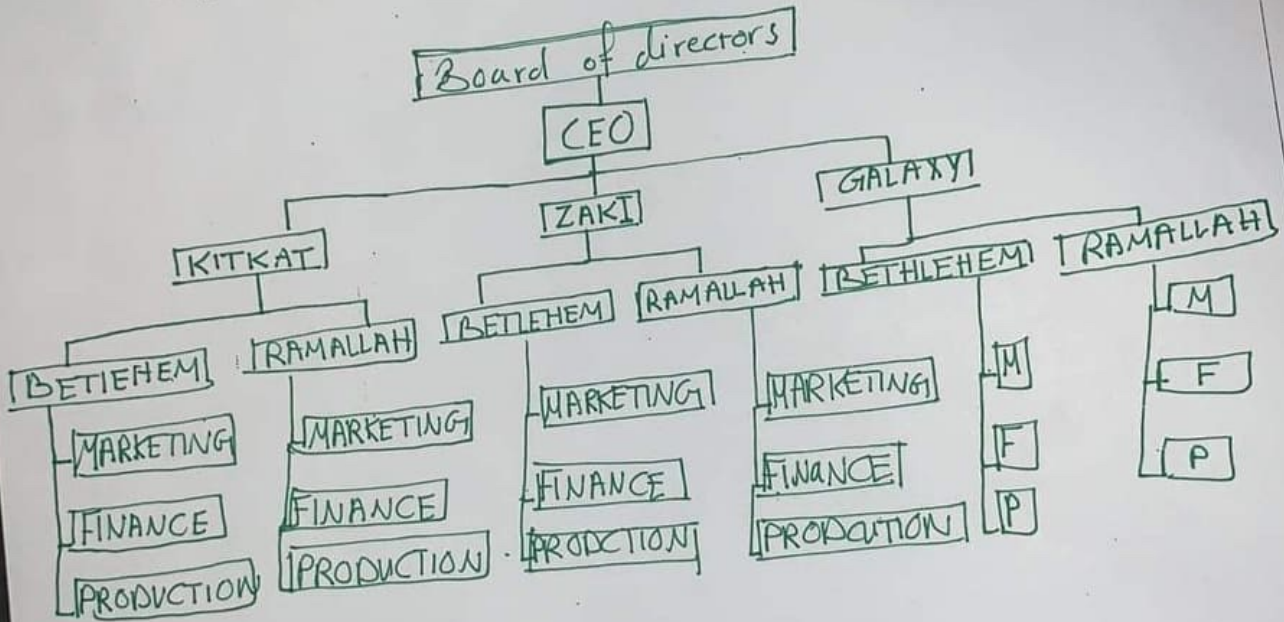 Board of directors
CEO
KITKAT
ZAKI
GALAXY
BETIEHEM
RAMALLAH
BETLEHEM
RAMALLAH
BETHLEHEM
RAMALLAH
MARKETING
FINANCE
PRODUCTION
MARKETING
FINANCE
PRODUCTION
MARKETING
FINANCE
PRODCTION
MARKETING
FINaNCE
PRODCUTION
M
F
P
M
F
P